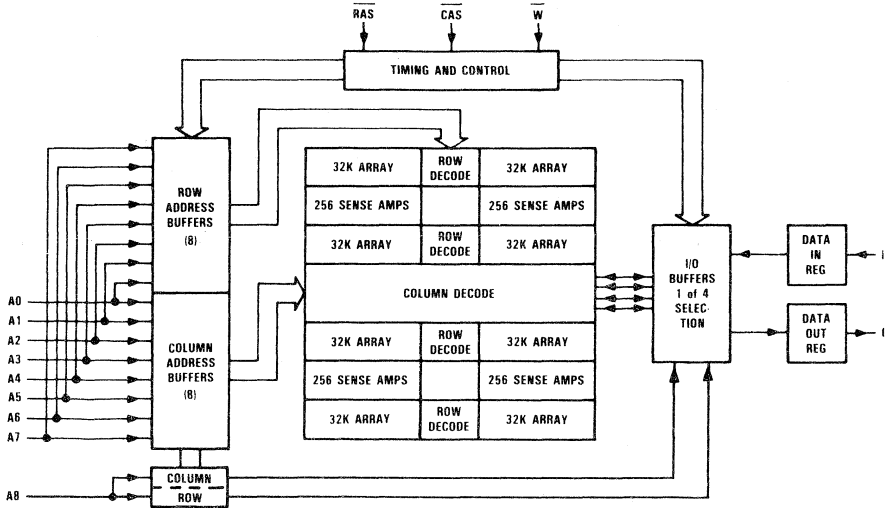 RAS CAS W
TIMING AND CONTROL
ROW
ADDRESS
BUFFERS
(8)
32K ARRAY ROW DECODE 32K ARRAY
256 SENSE AMPS 256 SENSE AMPS
32K ARRAY ROW DECODE 32K ARRAY
COLUMN DECODE
32K ARRAY ROW DECODE 32K ARRAY
256 SENSE AMPS 256 SENSE AMPS
32K ARRAY ROW DECODE 32K ARRAY
I/O
BUFFERS
1 of 4
SELEC-
TION
DATA
IN
REG
DATA
OUT
REG
A0
A1
A2
A3
A4
A5
A6
A7
COLUMN
ADDRESS
BUFFERS
(8)
A8
COLUMN
ROW